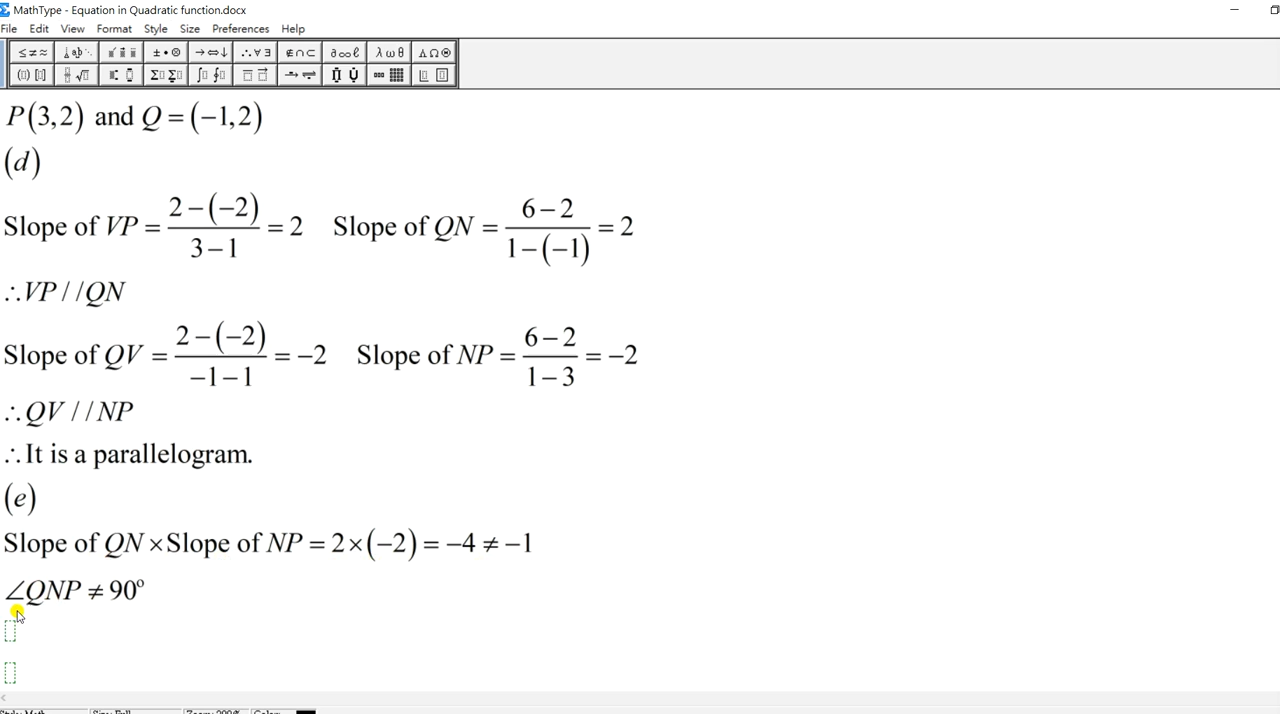 MathType - Equation in Quadratic function.docx
File Edit View Format Style Size Preferences Help
P(3,2) and Q = (−1,2)
(d)
Slope of VP = (2−(−2))/(3−1) = 2 Slope of QN = (6−2)/(1−(−1)) = 2
∴VP//QN
Slope of QV = (2−(−2))/(−1−1) = −2 Slope of NP = (6−2)/(1−3) = −2
∴QV//NP
∴It is a parallelogram.
(e)
Slope of QN×Slope of NP = 2×(−2) = −4 ≠ −1
∠QNP ≠ 90°